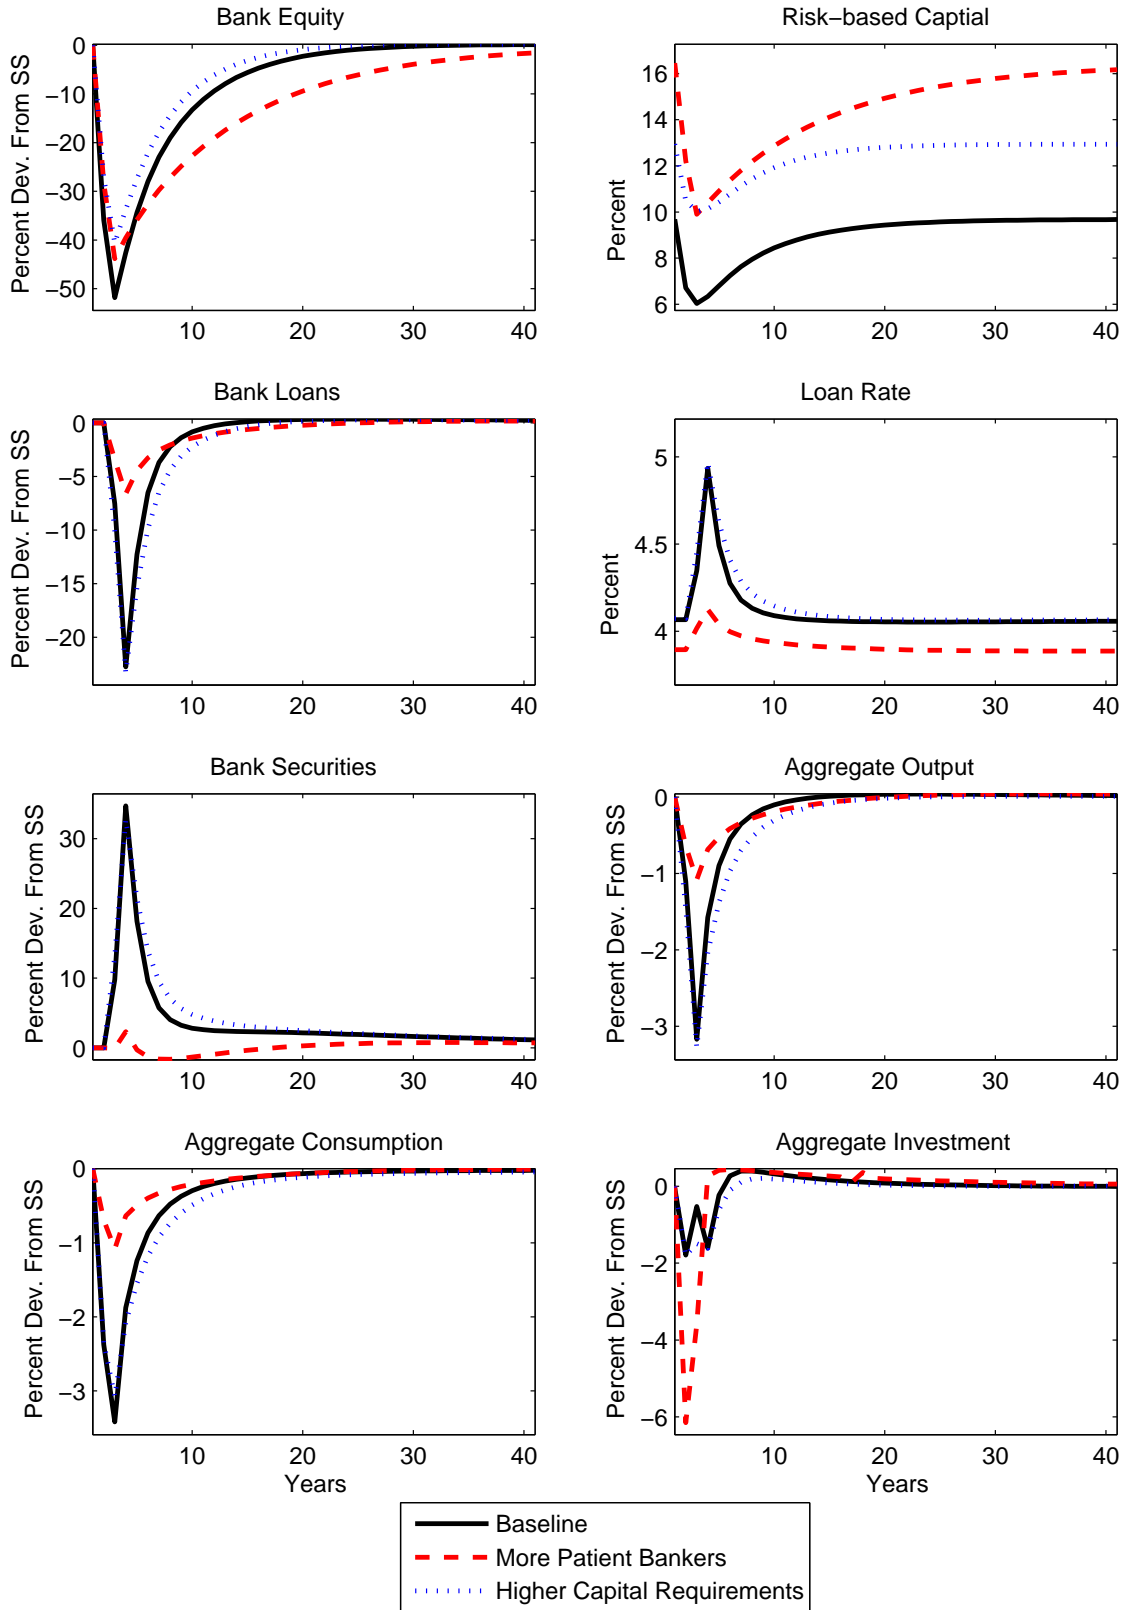 Bank Equity
Percent Dev. From SS
0
−10
−20
−30
−40
−50
10 20 30 40
Risk−based Captial
Percent
16
14
12
10
8
6
10 20 30 40
Bank Loans
Percent Dev. From SS
0
−5
−10
−15
−20
10 20 30 40
Loan Rate
Percent
5
4.5
4
10 20 30 40
Bank Securities
Percent Dev. From SS
30
20
10
0
10 20 30 40
Aggregate Output
Percent Dev. From SS
0
−1
−2
−3
10 20 30 40
Aggregate Consumption
Percent Dev. From SS
0
−1
−2
−3
10 20 30 40
Years
Aggregate Investment
Percent Dev. From SS
0
−2
−4
−6
10 20 30 40
Years
Baseline
More Patient Bankers
Higher Capital Requirements